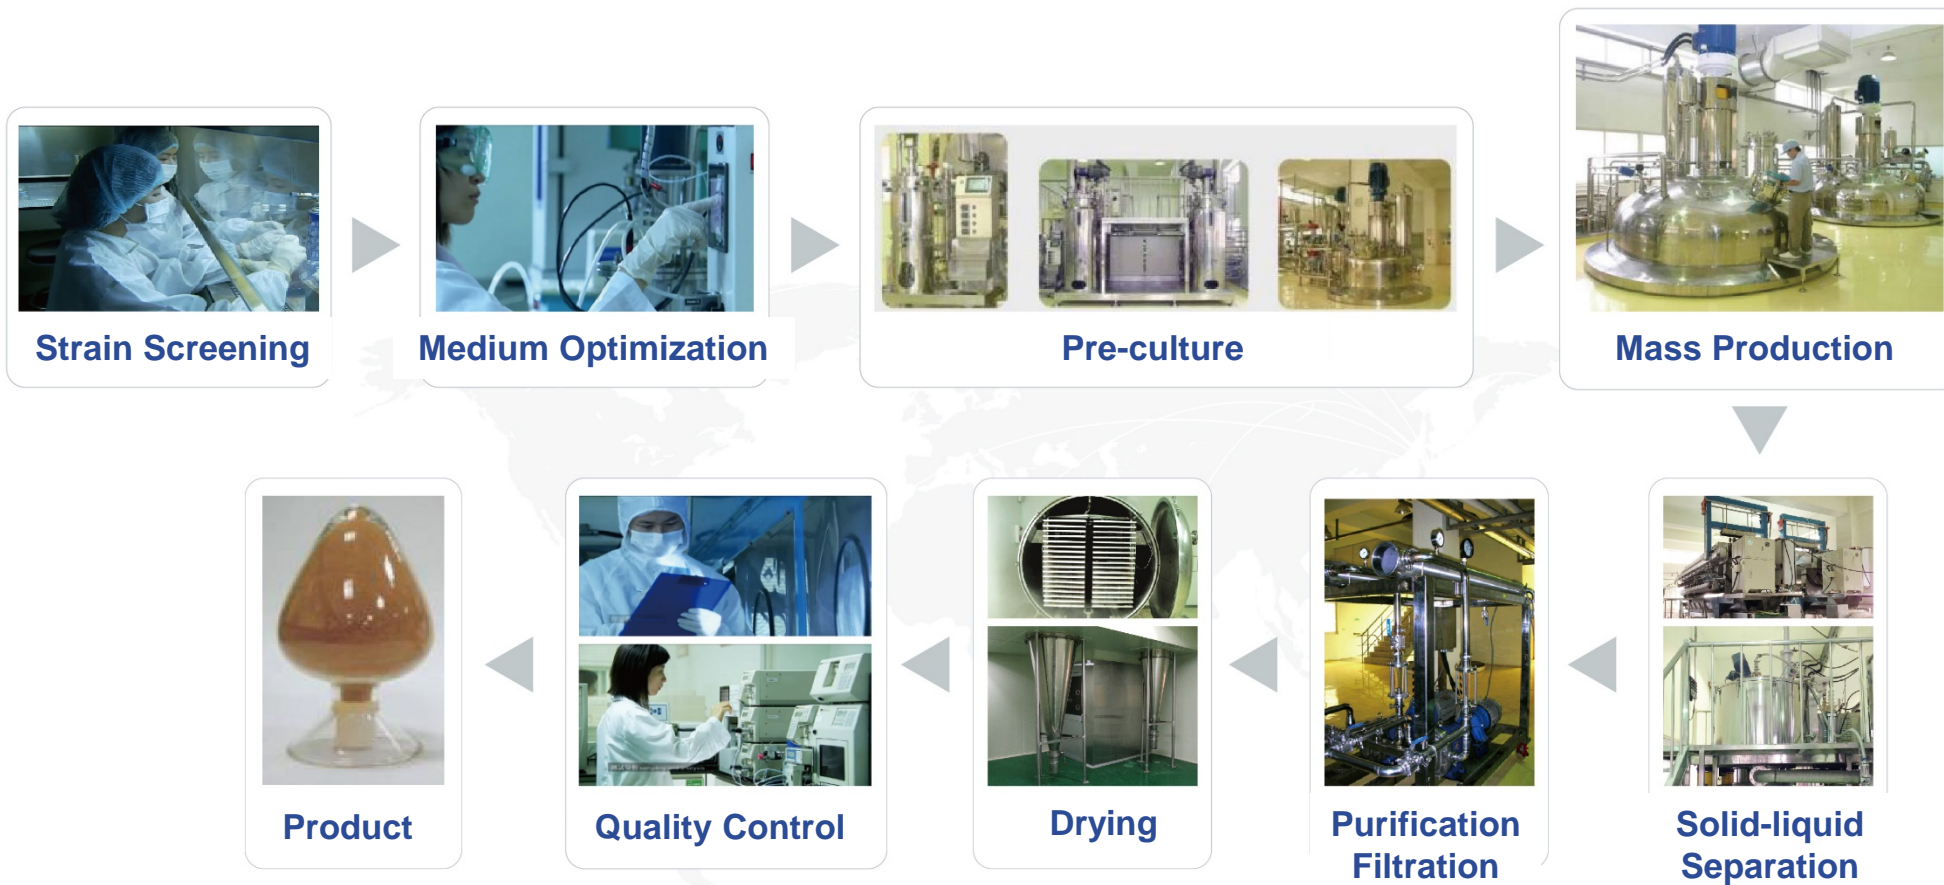 Strain Screening
Medium Optimization
Pre-culture
Mass Production
Solid-liquid
Separation
Purification
Filtration
Drying
Quality Control
Product